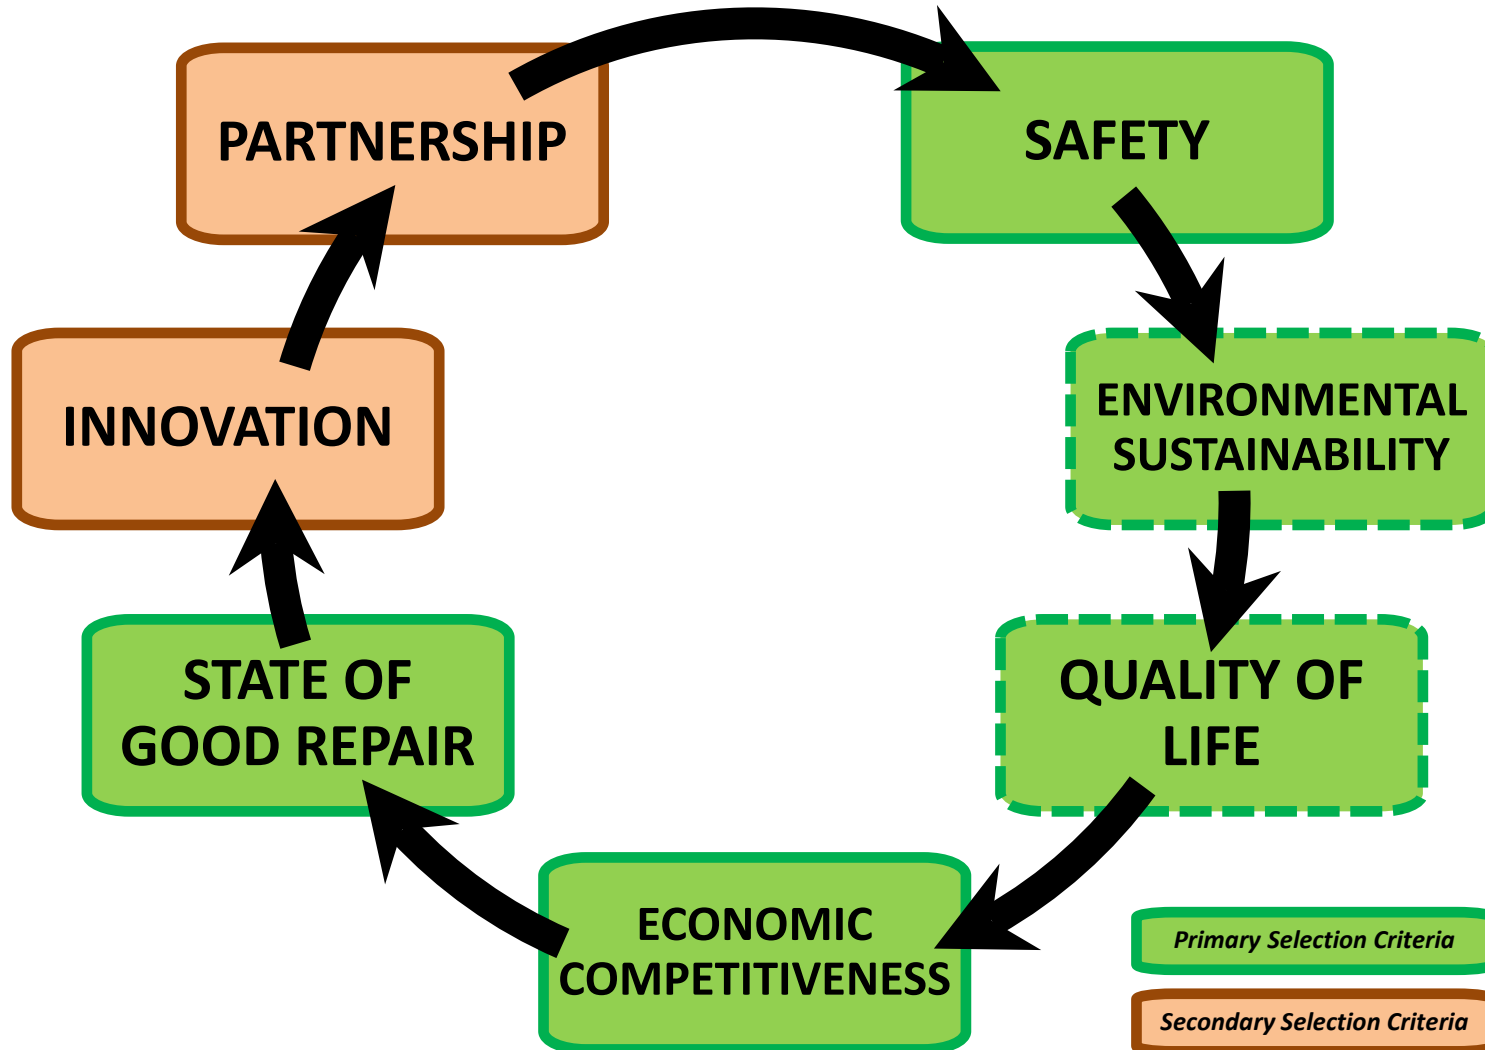 PARTNERSHIP
SAFETY
ENVIRONMENTAL
SUSTAINABILITY
QUALITY OF
LIFE
ECONOMIC
COMPETITIVENESS
STATE OF
GOOD REPAIR
INNOVATION
Primary Selection Criteria
Secondary Selection Criteria